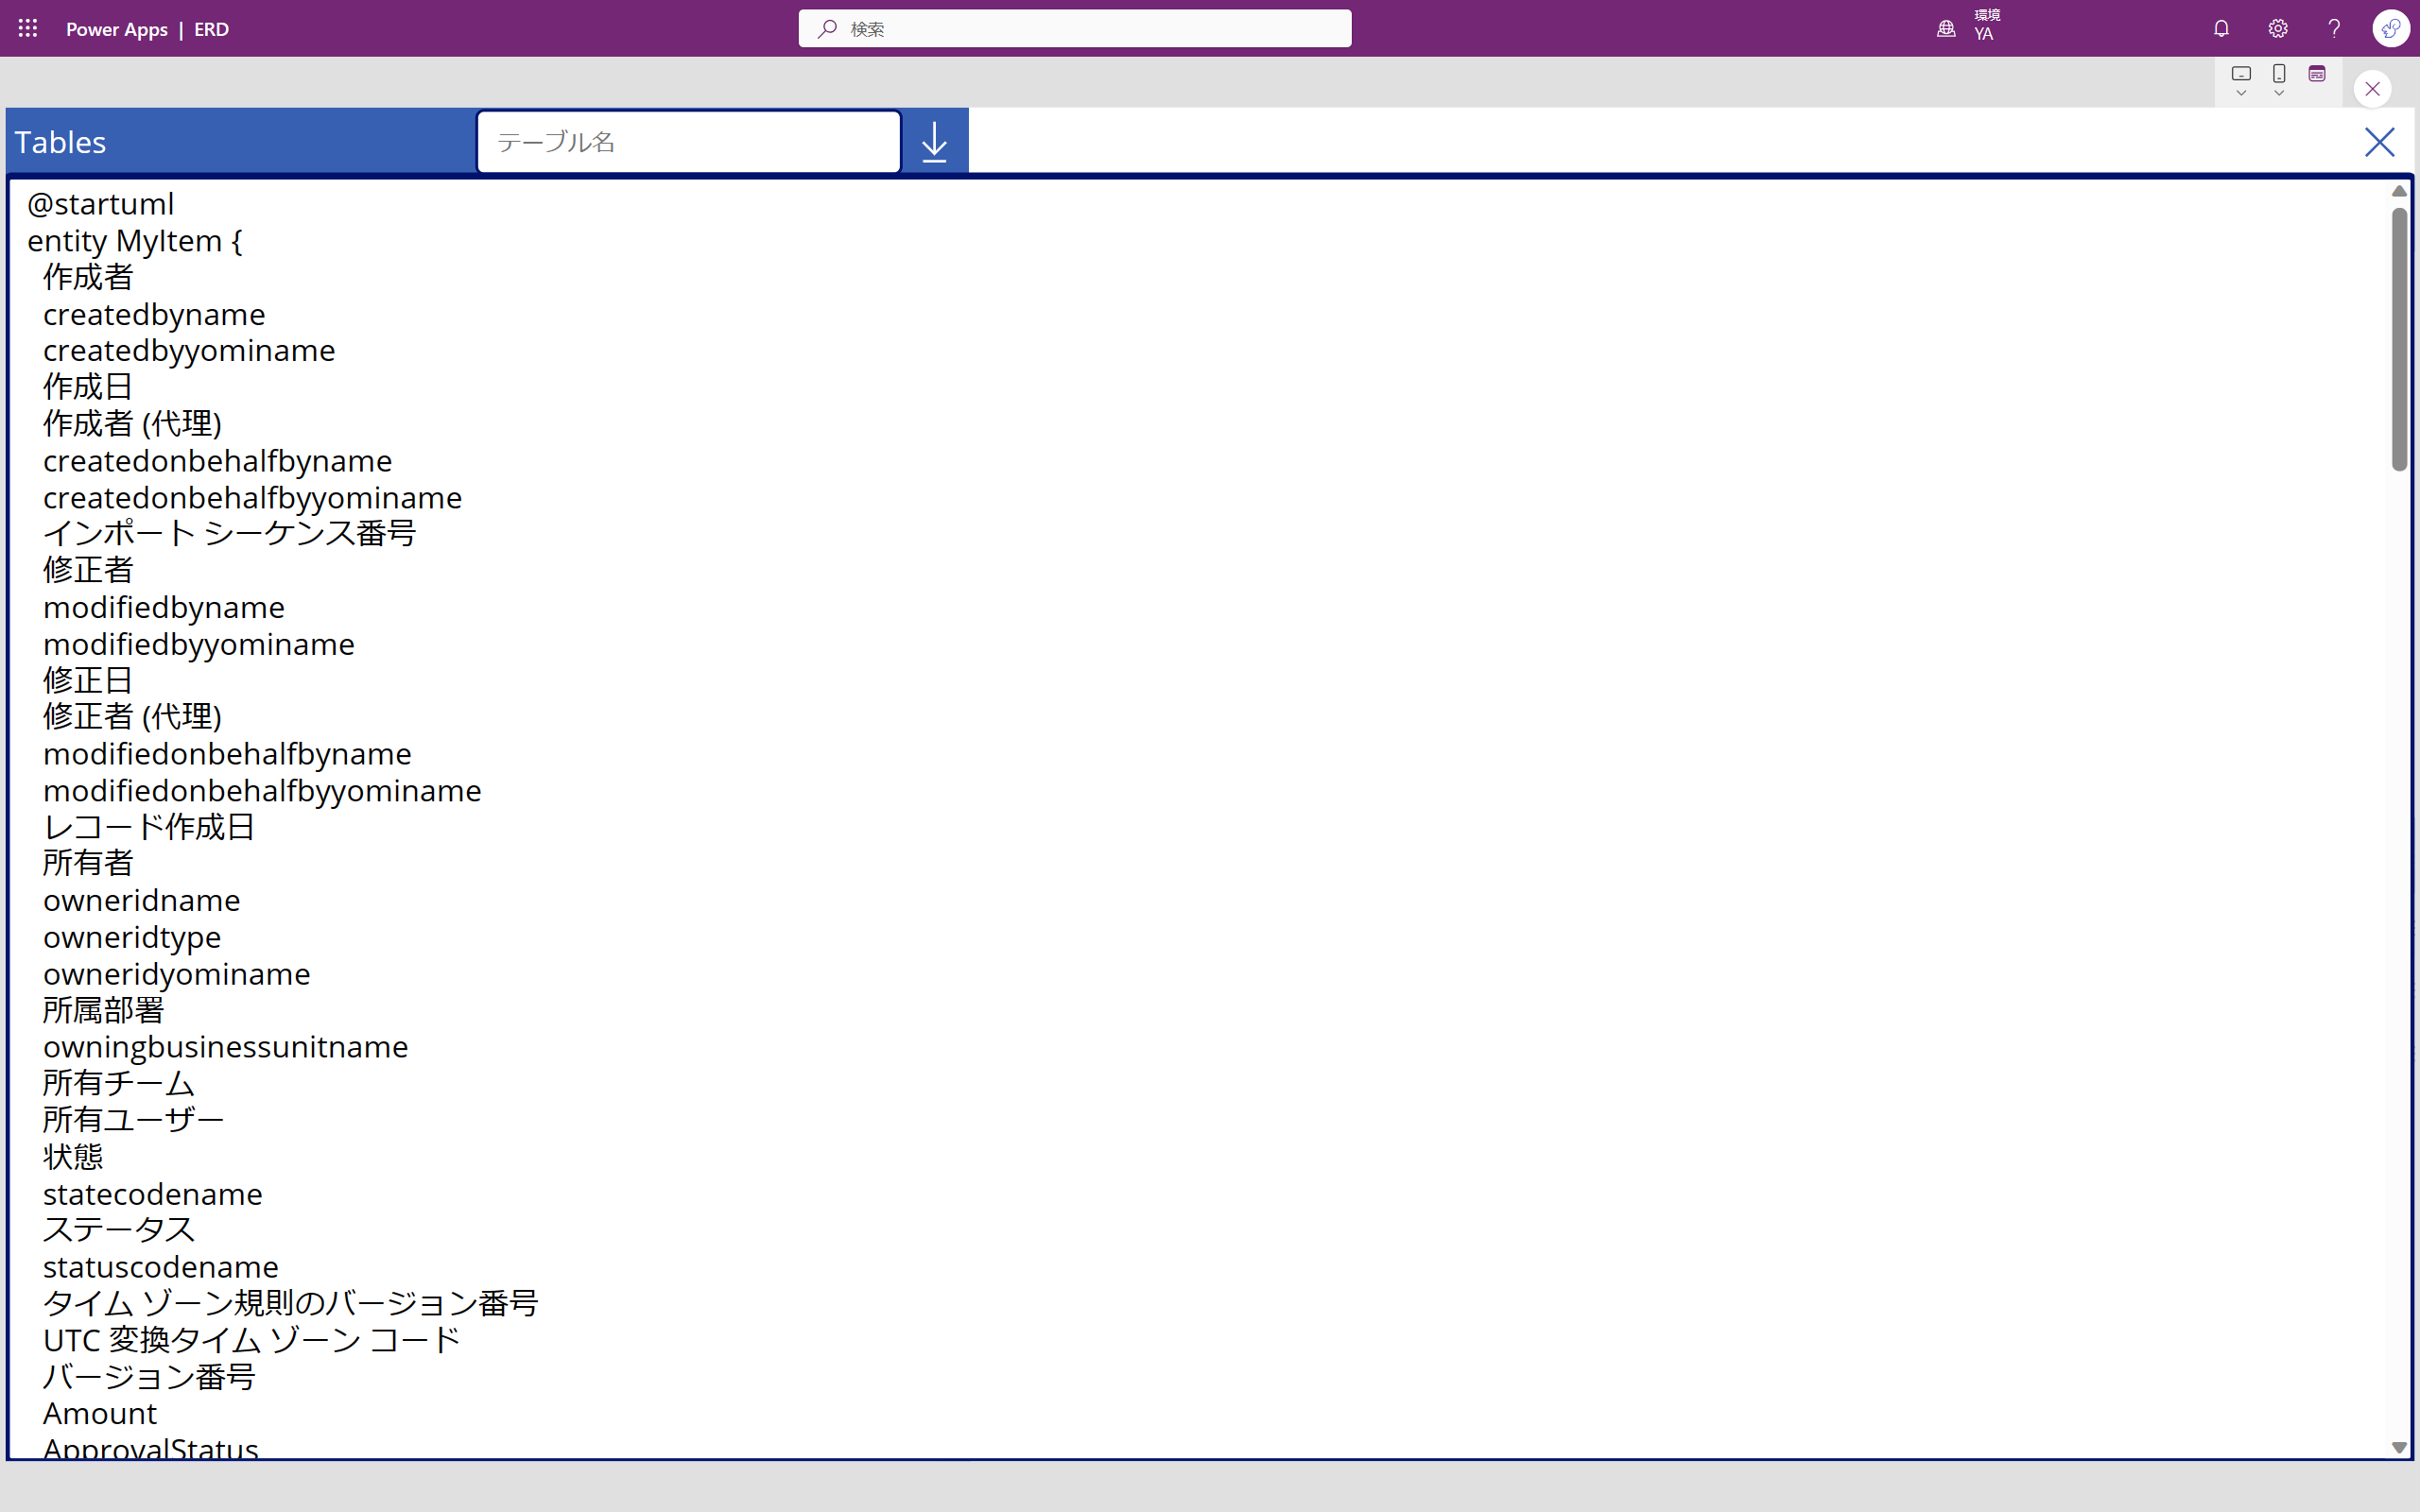 Power Apps | ERD
検索
環境
YA
Tables
テーブル名
@startuml
entity MyItem {
作成者
createdbyname
createdbyyominame
作成日
作成者 (代理)
createdonbehalfbyname
createdonbehalfbyyominame
インポート シーケンス番号
修正者
modifiedbyname
modifiedbyyominame
修正日
修正者 (代理)
modifiedonbehalfbyname
modifiedonbehalfbyyominame
レコード作成日
所有者
owneridname
owneridtype
owneridyominame
所属部署
owningbusinessunitname
所有チーム
所有ユーザー
状態
statecodename
ステータス
statuscodename
タイム ゾーン規則のバージョン番号
UTC 変換タイム ゾーン コード
バージョン番号
Amount
ApprovalStatus